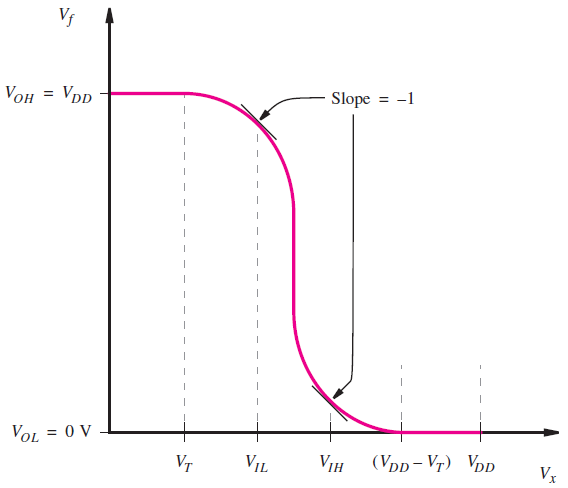 V_f
V_OH = V_DD
Slope = –1
V_OL = 0 V
V_T V_IL V_IH (V_DD – V_T) V_DD
V_x